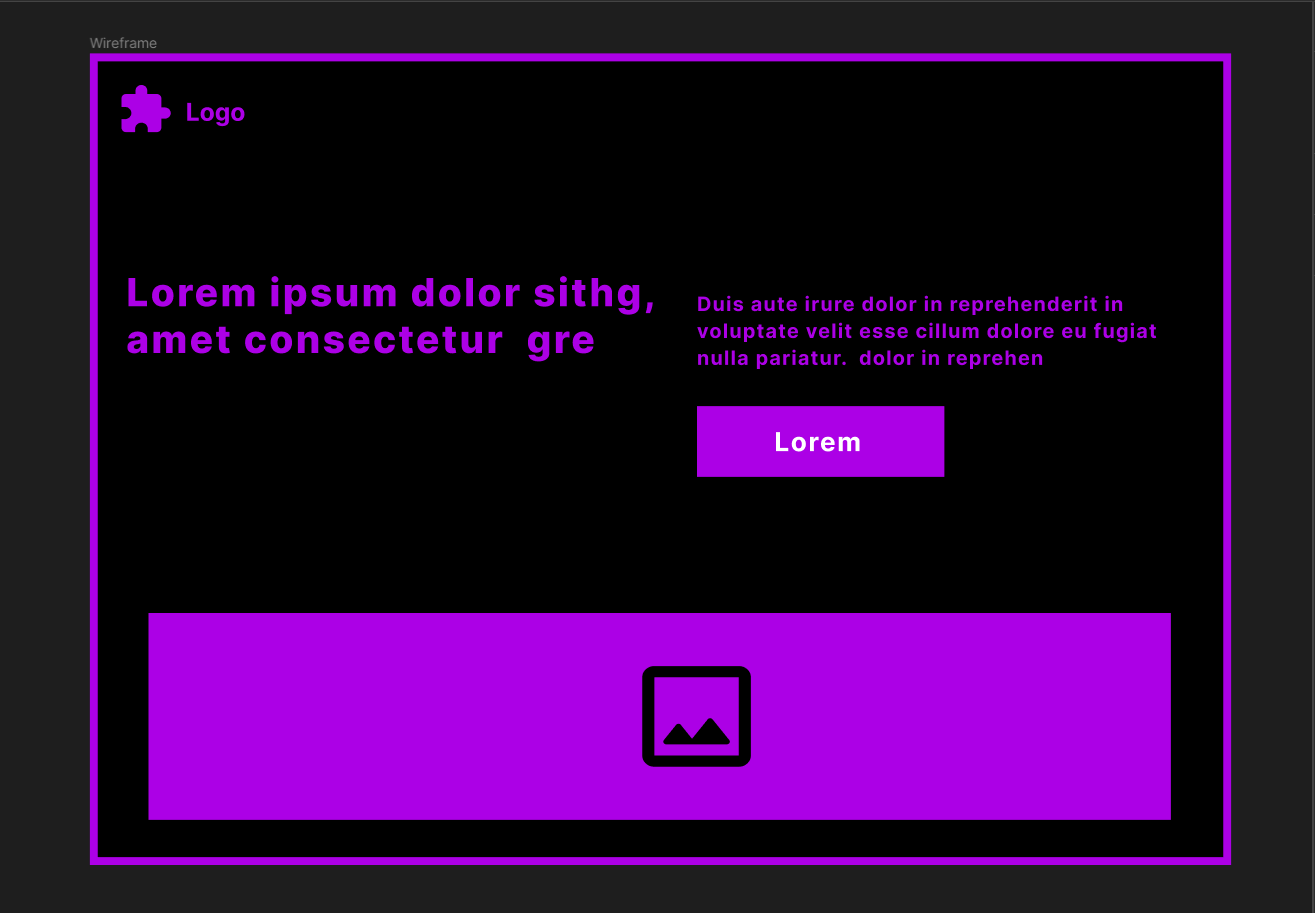 Wireframe
Logo
Lorem ipsum dolor sithg,
amet consectetur  gre
Duis aute irure dolor in reprehenderit in
voluptate velit esse cillum dolore eu fugiat
nulla pariatur.  dolor in reprehen
Lorem